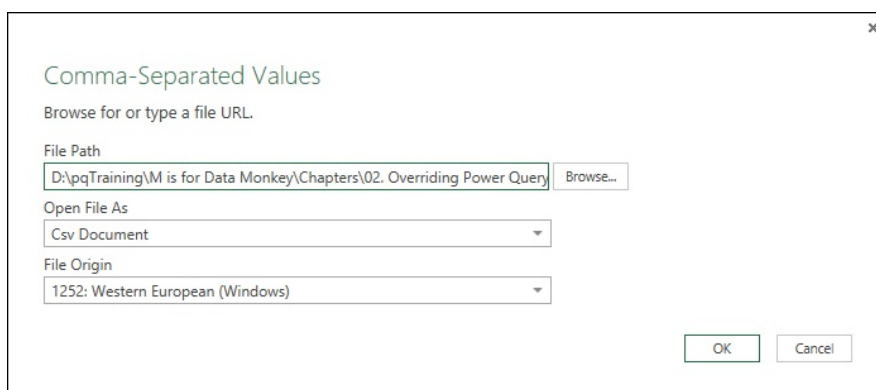 Comma-Separated Values
Browse for or type a file URL.
File Path
D:\pqTraining\M is for Data Monkey\Chapters\02. Overriding Power Query
Browse...
Open File As
Csv Document
File Origin
1252: Western European (Windows)
OK
Cancel